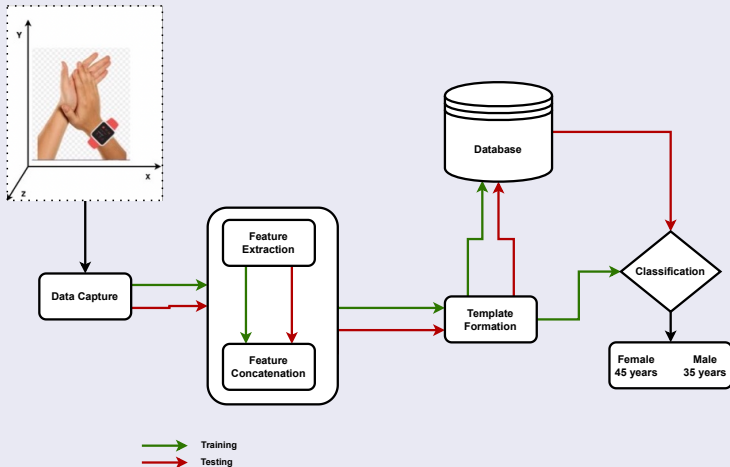 Y
X
Z
Data Capture
Feature
Extraction
Feature
Concatenation
Database
Template
Formation
Classification
Female
45 years
Male
35 years
Training
Testing